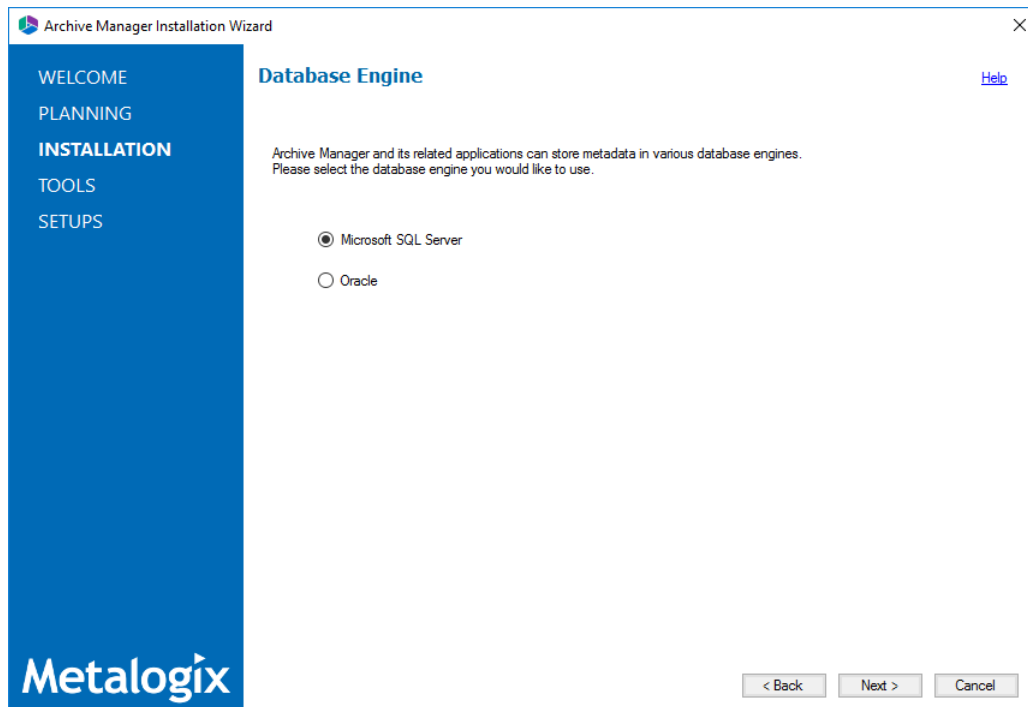 Archive Manager Installation Wizard
WELCOME
PLANNING
INSTALLATION
TOOLS
SETUPS
Metalogix
Database Engine
Help
Archive Manager and its related applications can store metadata in various database engines.
Please select the database engine you would like to use.
Microsoft SQL Server
Oracle
< Back
Next >
Cancel